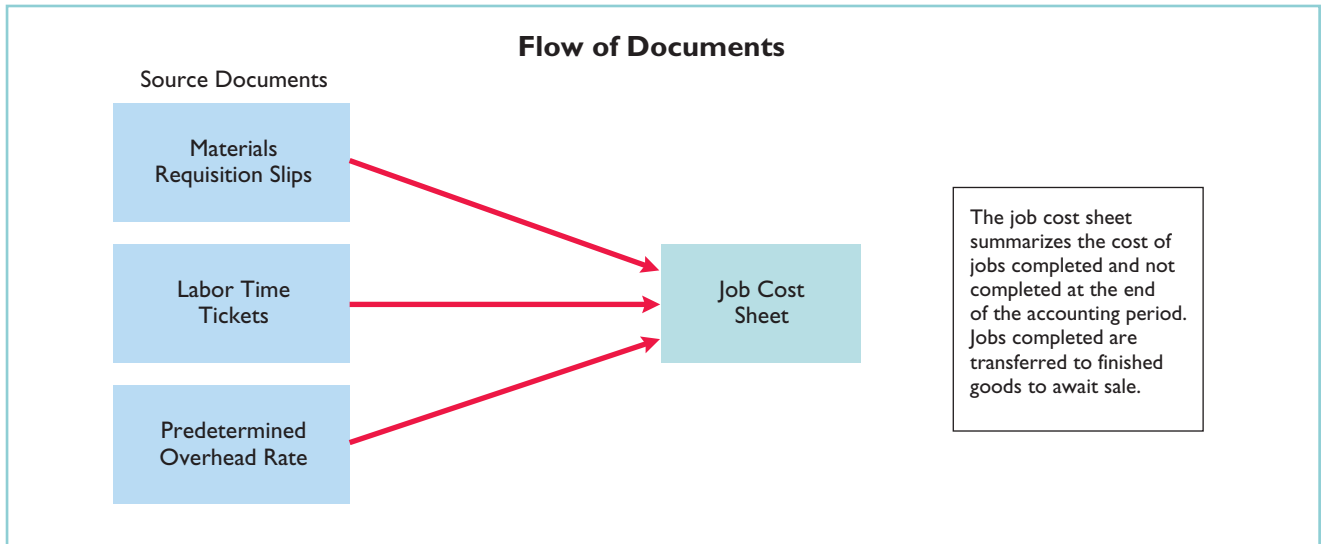 Flow of Documents
Source Documents
Materials
Requisition Slips
Labor Time
Tickets
Predetermined
Overhead Rate
Job Cost
Sheet
The job cost sheet
summarizes the cost of
jobs completed and not
completed at the end
of the accounting period.
Jobs completed are
transferred to finished
goods to await sale.